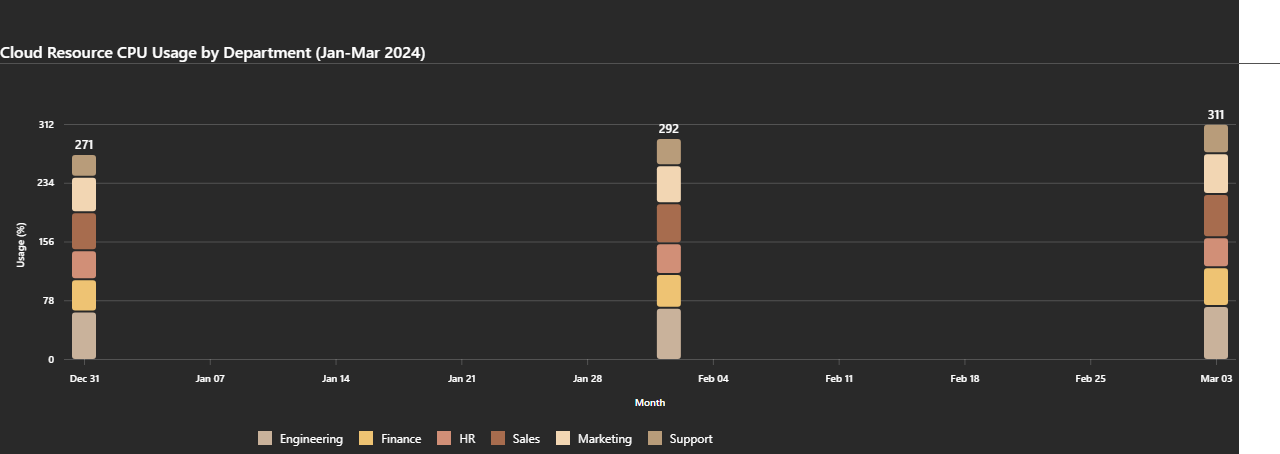 Cloud Resource CPU Usage by Department (Jan-Mar 2024)
271
292
311
312
234
156
78
0
Usage (%)
Dec 31 Jan 07 Jan 14 Jan 21 Jan 28 Feb 04 Feb 11 Feb 18 Feb 25 Mar 03
Month
Engineering Finance HR Sales Marketing Support